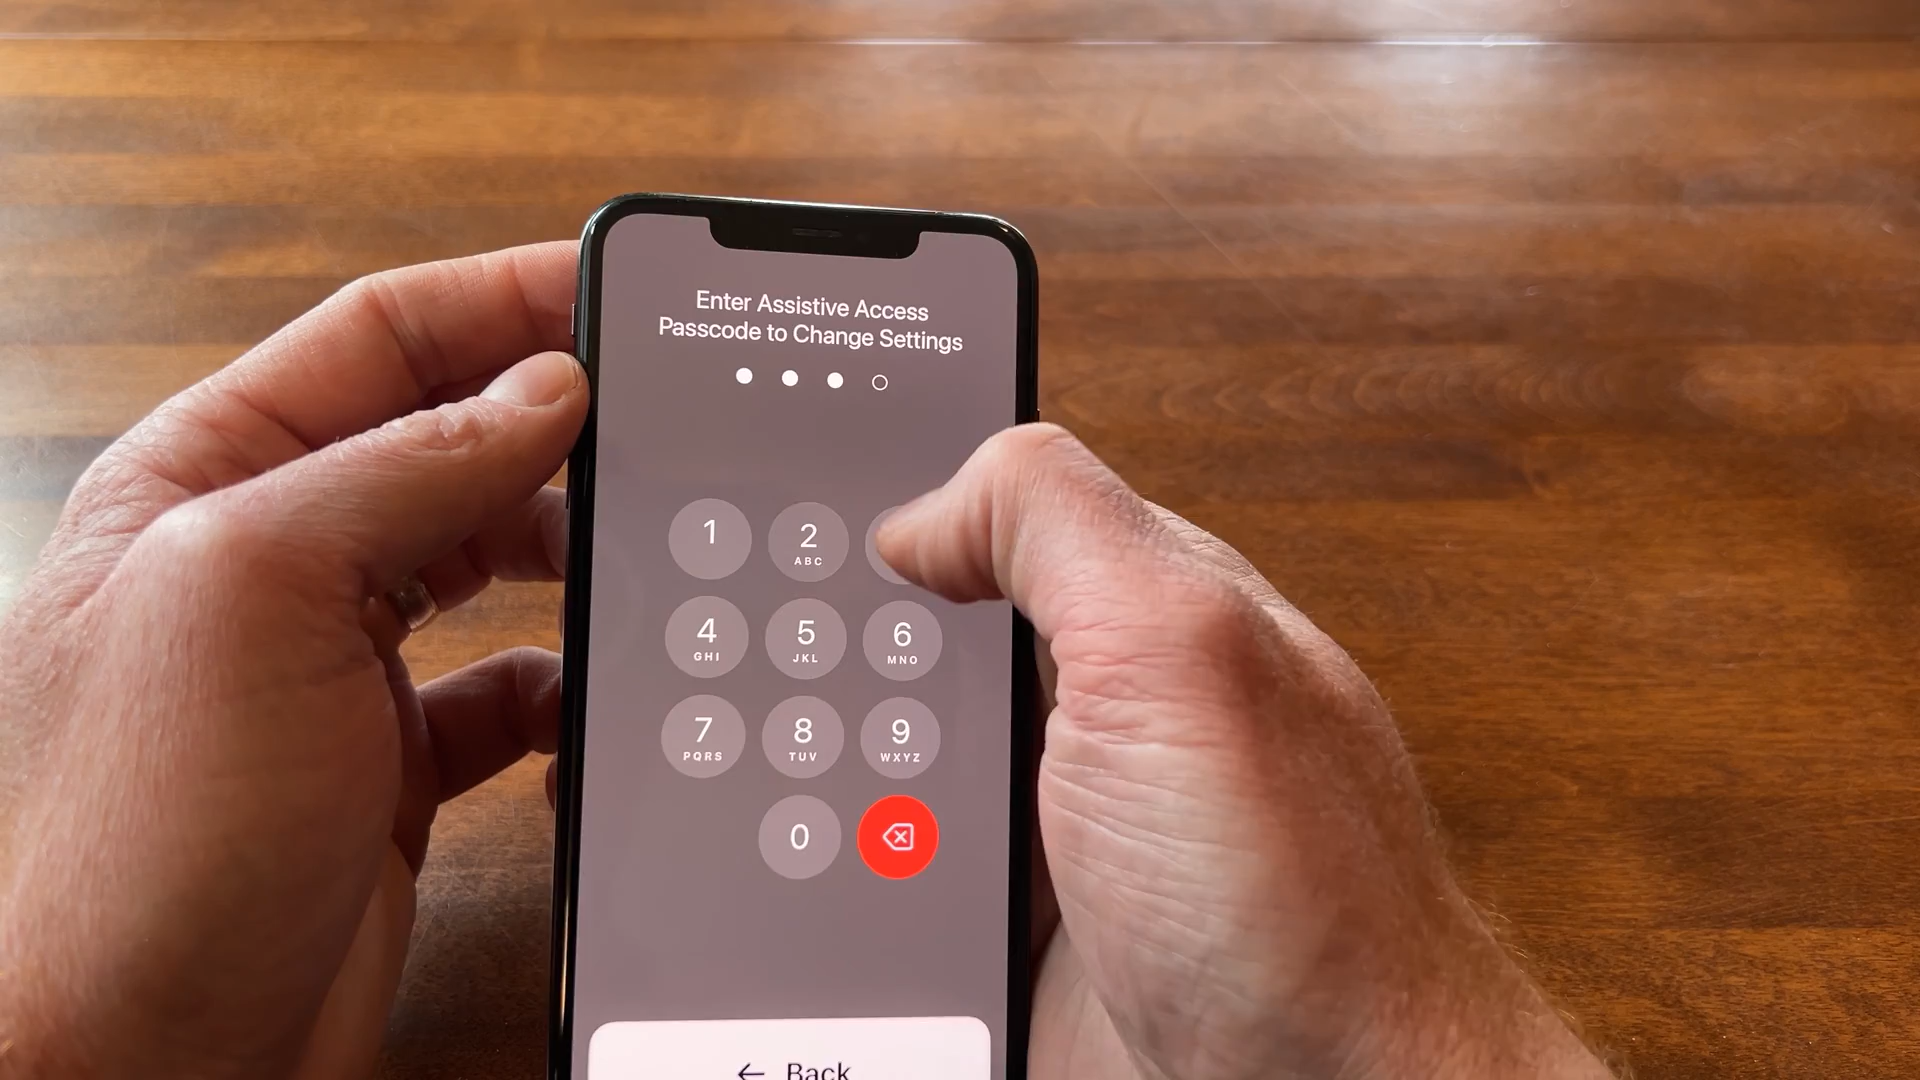 Enter Assistive Access
Passcode to Change Settings
1
2
ABC
4
GHI
5
JKL
6
MNO
7
PQRS
8
TUV
9
WXYZ
0
← Back